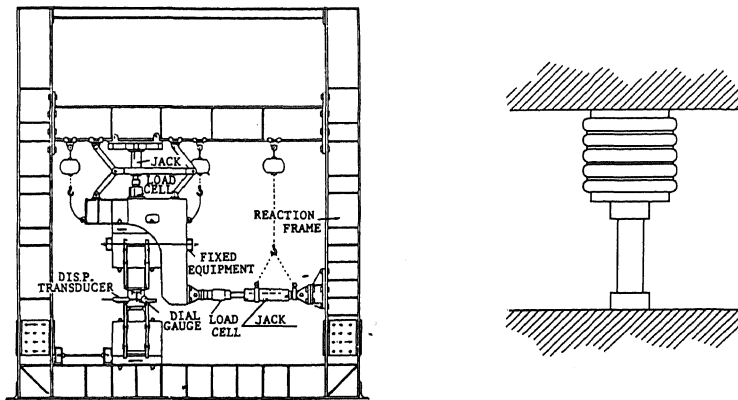 JACK
LOAD
CELL
REACTION
FRAME
FIXED
EQUIPMENT
DISP.
TRANSDUCER
DIAL
GAUGE
LOAD
CELL
JACK